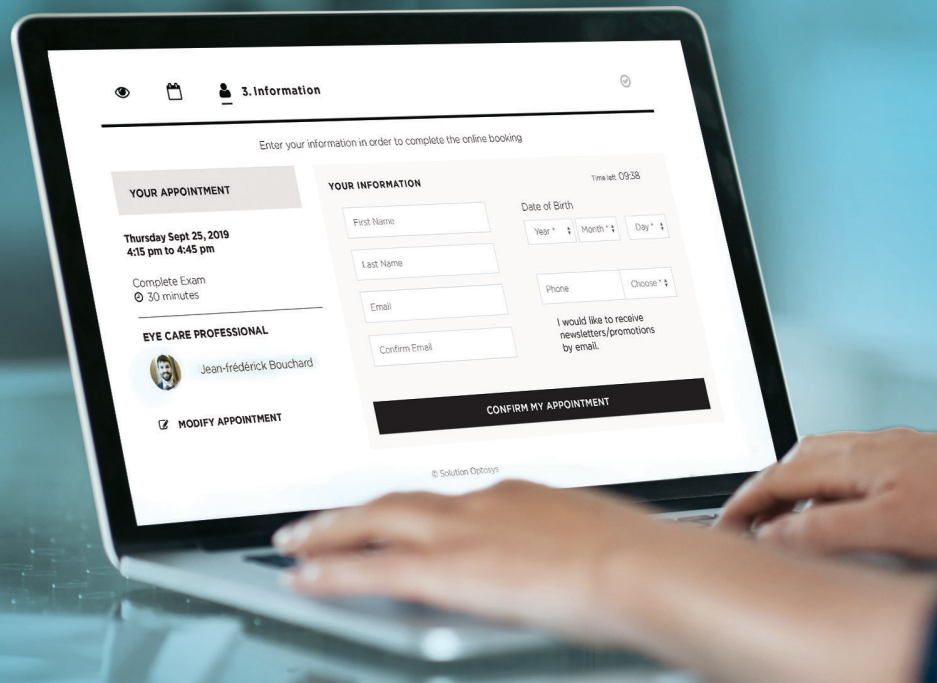 3. Information
Enter your information in order to complete the online booking
YOUR APPOINTMENT
Thursday Sept 25, 2019
4:15 pm to 4:45 pm
Complete Exam
30 minutes
EYE CARE PROFESSIONAL
Jean-frédérick Bouchard
MODIFY APPOINTMENT
YOUR INFORMATION
Time left 09:38
First Name
Last Name
Email
Confirm Email
Date of Birth
Year * Month * Day *
Phone Choose *
I would like to receive
newsletters/promotions
by email.
CONFIRM MY APPOINTMENT
© Solution Optosys